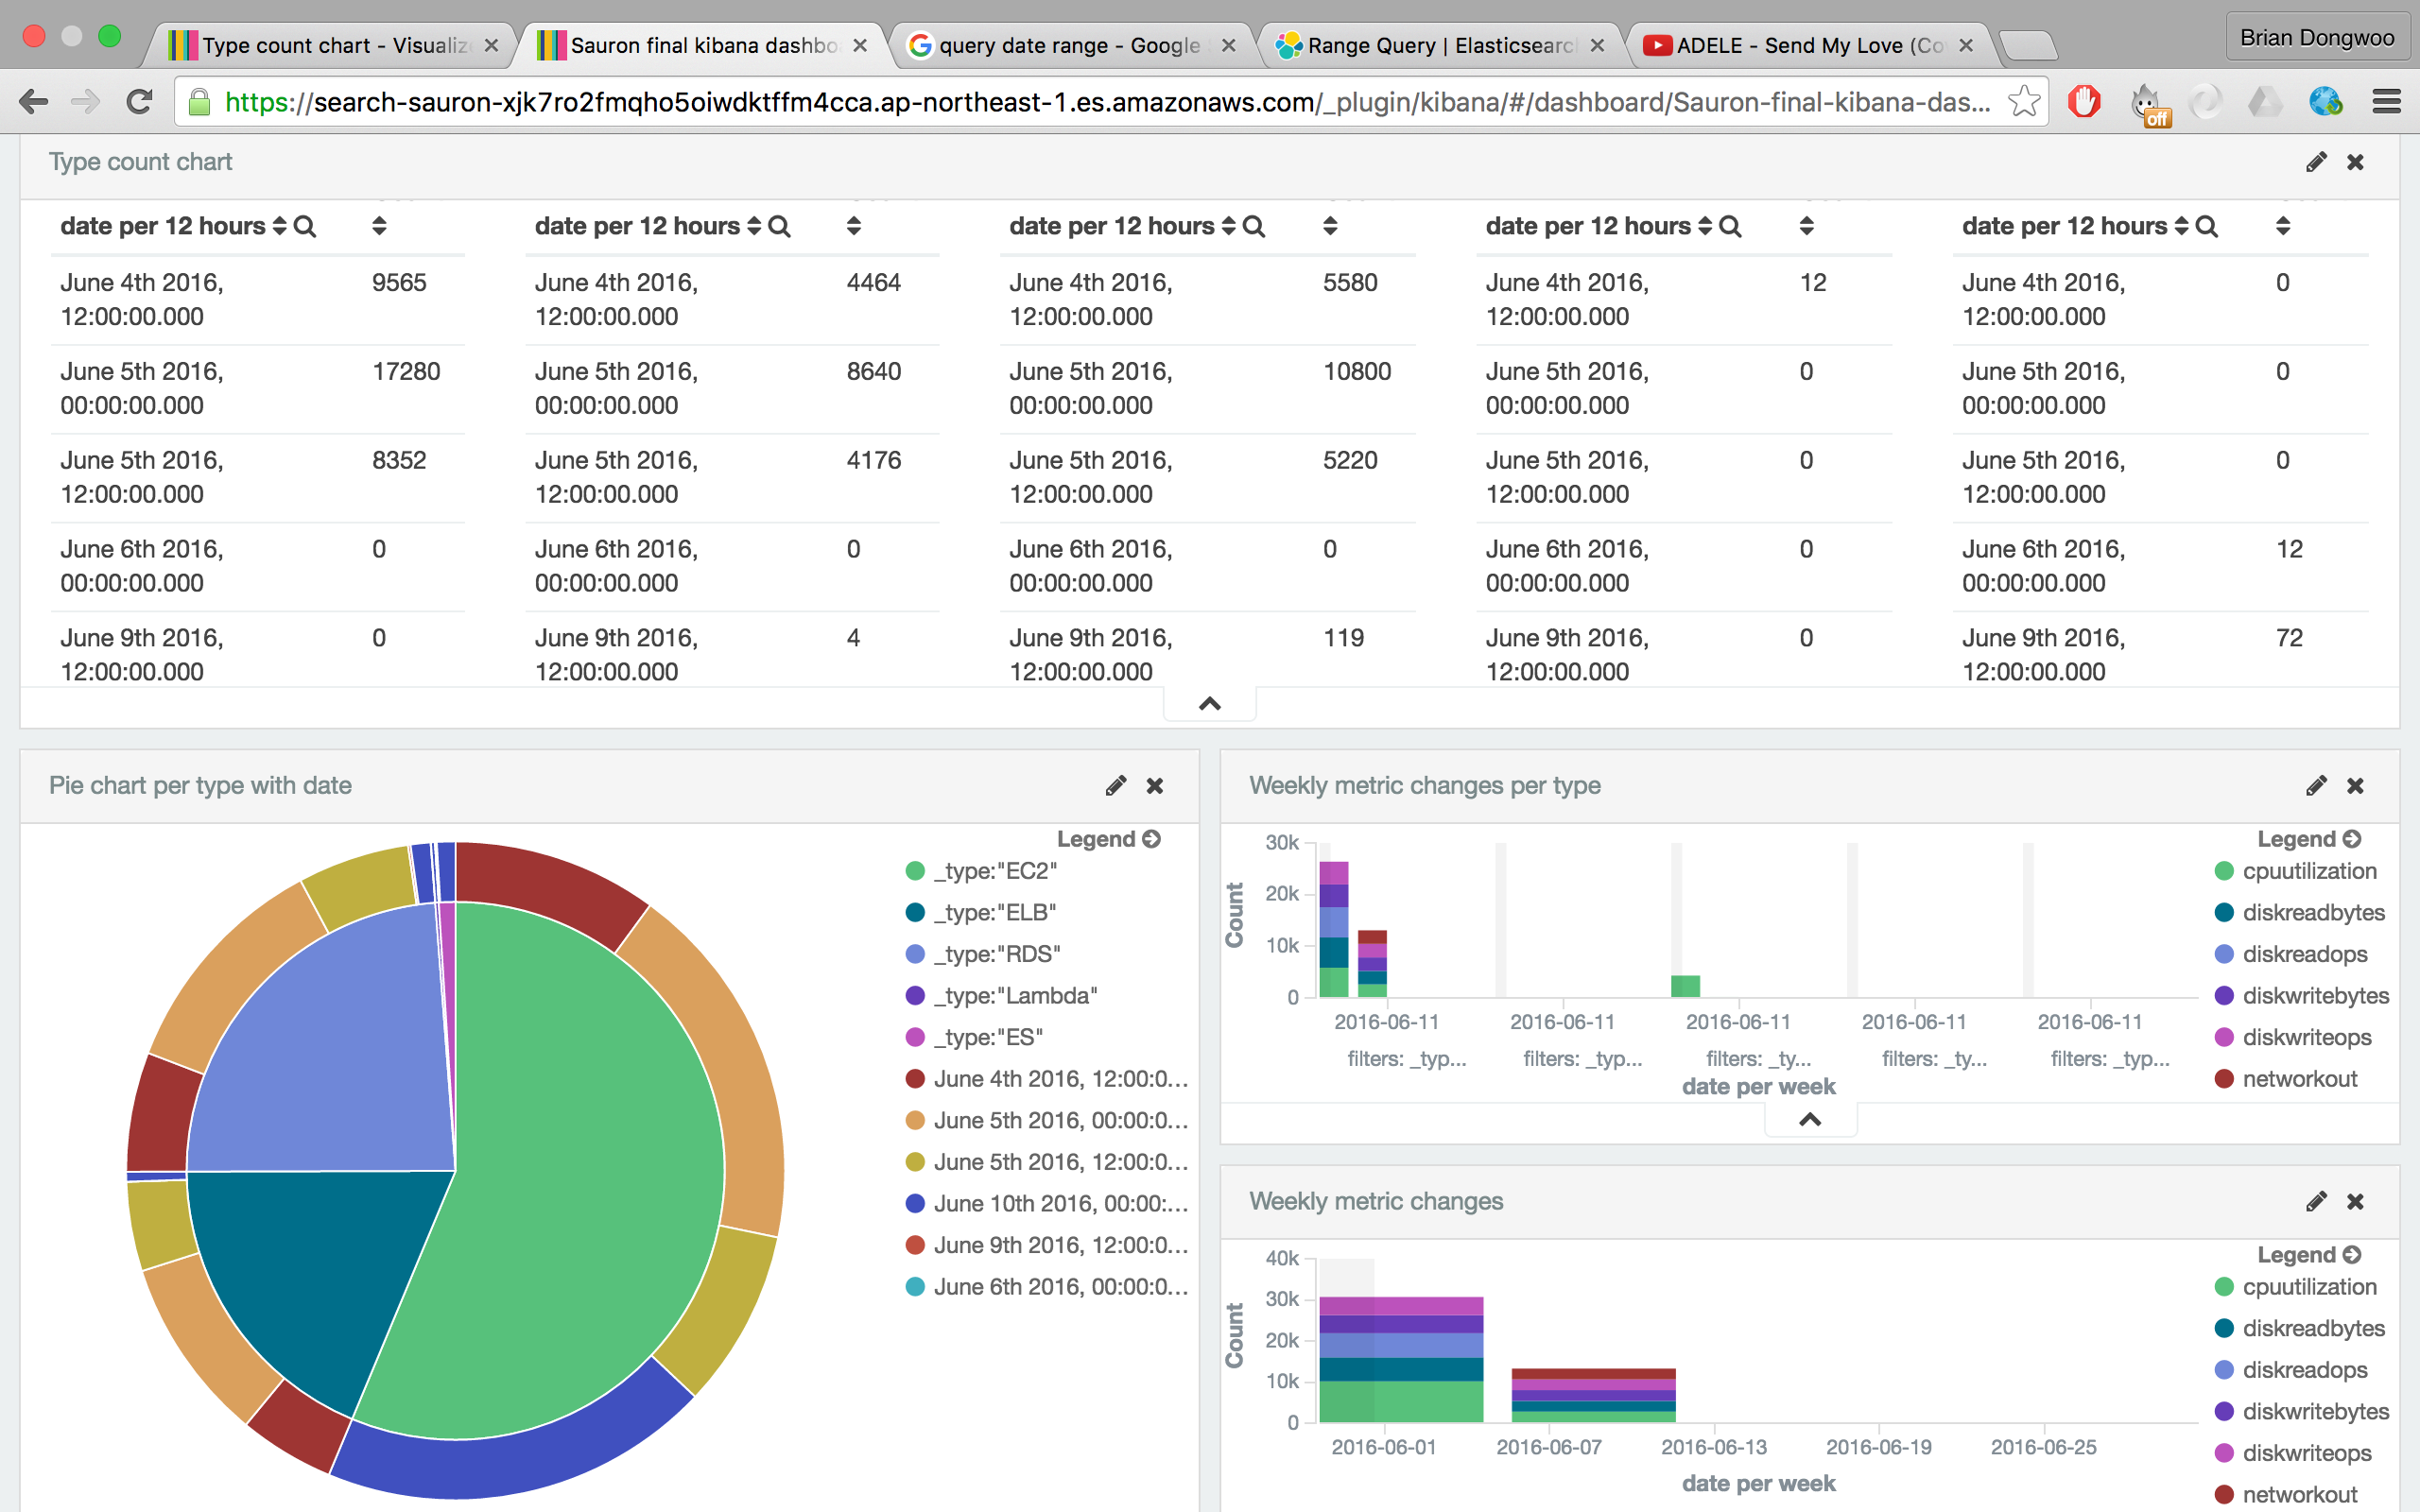 Type count chart - Visualiz
Sauron final kibana dashbo
query date range - Google
Range Query | Elasticsearc
ADELE - Send My Love (Co
Brian Dongwoo
https://search-sauron-xjk7ro2fmqho5oiwdktffm4cca.ap-northeast-1.es.amazonaws.com/_plugin/kibana/#/dashboard/Sauron-final-kibana-das...
off
Type count chart
date per 12 hours date per 12 hours date per 12 hours date per 12 hours date per 12 hours
June 4th 2016, 9565 June 4th 2016, 4464 June 4th 2016, 5580 June 4th 2016, 12 June 4th 2016, 0
12:00:00.000 12:00:00.000 12:00:00.000 12:00:00.000 12:00:00.000
June 5th 2016, 17280 June 5th 2016, 8640 June 5th 2016, 10800 June 5th 2016, 0 June 5th 2016, 0
00:00:00.000 00:00:00.000 00:00:00.000 00:00:00.000 00:00:00.000
June 5th 2016, 8352 June 5th 2016, 4176 June 5th 2016, 5220 June 5th 2016, 0 June 5th 2016, 0
12:00:00.000 12:00:00.000 12:00:00.000 12:00:00.000 12:00:00.000
June 6th 2016, 0 June 6th 2016, 0 June 6th 2016, 0 June 6th 2016, 0 June 6th 2016, 12
00:00:00.000 00:00:00.000 00:00:00.000 00:00:00.000 00:00:00.000
June 9th 2016, 0 June 9th 2016, 4 June 9th 2016, 119 June 9th 2016, 0 June 9th 2016, 72
12:00:00.000 12:00:00.000 12:00:00.000 12:00:00.000 12:00:00.000
Pie chart per type with date
Legend
_type:"EC2"
_type:"ELB"
_type:"RDS"
_type:"Lambda"
_type:"ES"
June 4th 2016, 12:00:0...
June 5th 2016, 00:00:0...
June 5th 2016, 12:00:0...
June 10th 2016, 00:00:...
June 9th 2016, 12:00:0...
June 6th 2016, 00:00:0...
Weekly metric changes per type
30k
20k
10k
0
Count
2016-06-11 2016-06-11 2016-06-11 2016-06-11 2016-06-11
filters: _typ... filters: _typ... filters: _ty... filters: _ty... filters: _typ...
date per week
Legend
cpuutilization
diskreadbytes
diskreadops
diskwritebytes
diskwriteops
networkout
Weekly metric changes
40k
30k
20k
10k
0
Count
2016-06-01 2016-06-07 2016-06-13 2016-06-19 2016-06-25
date per week
Legend
cpuutilization
diskreadbytes
diskreadops
diskwritebytes
diskwriteops
networkout